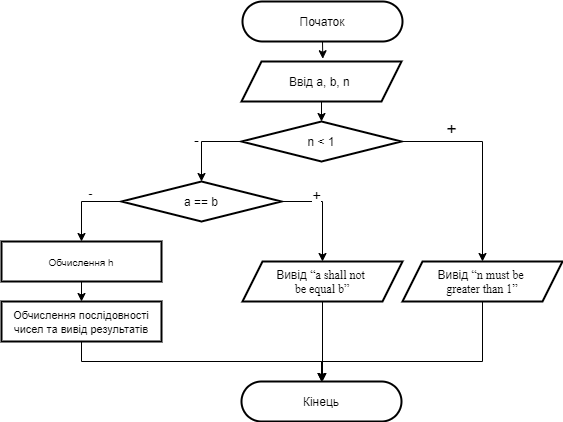 Початок
Ввід a, b, n
n < 1
-
+
a == b
-
+
Обчислення h
Вивід “a shall not
be equal b”
Вивід “n must be
greater than 1”
Обчислення послідовності
чисел та вивід результатів
Кінець